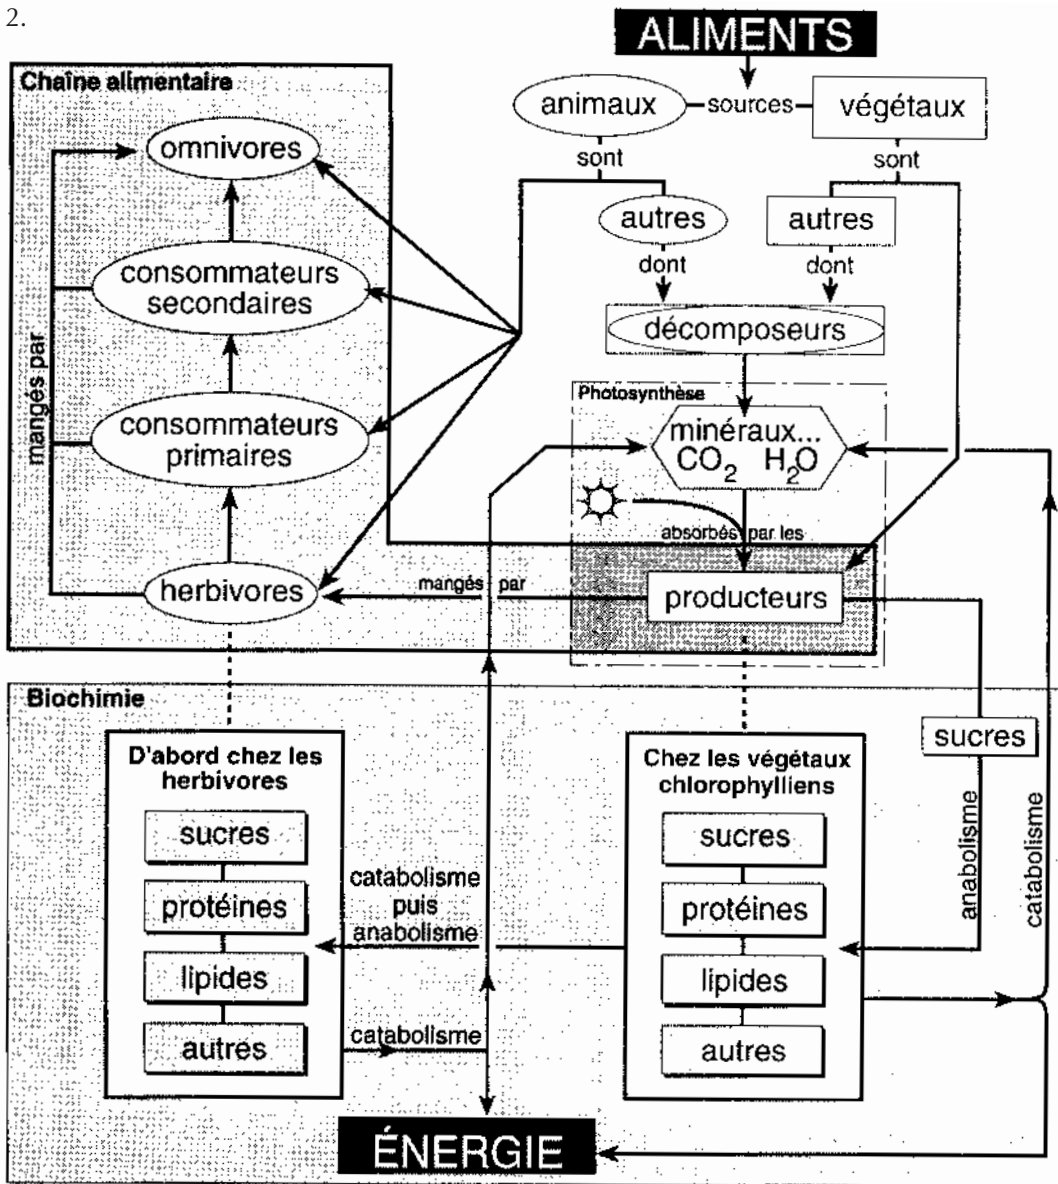 2.
ALIMENTS
Chaîne alimentaire
animaux
sources
végétaux
omnivores
sont
sont
autres
autres
consommateurs
secondaires
dont
dont
décomposeurs
mangés par
Photosynthèse
consommateurs
primaires
minéraux...
CO₂ H₂O
absorbés par les
herbivores
mangés par
producteurs
Biochimie
D'abord chez les
herbivores
sucres
protéines
lipides
autres
catabolisme
puis
anabolisme
catabolisme
Chez les végétaux
chlorophylliens
sucres
protéines
lipides
autres
sucres
anabolisme
catabolisme
ÉNERGIE